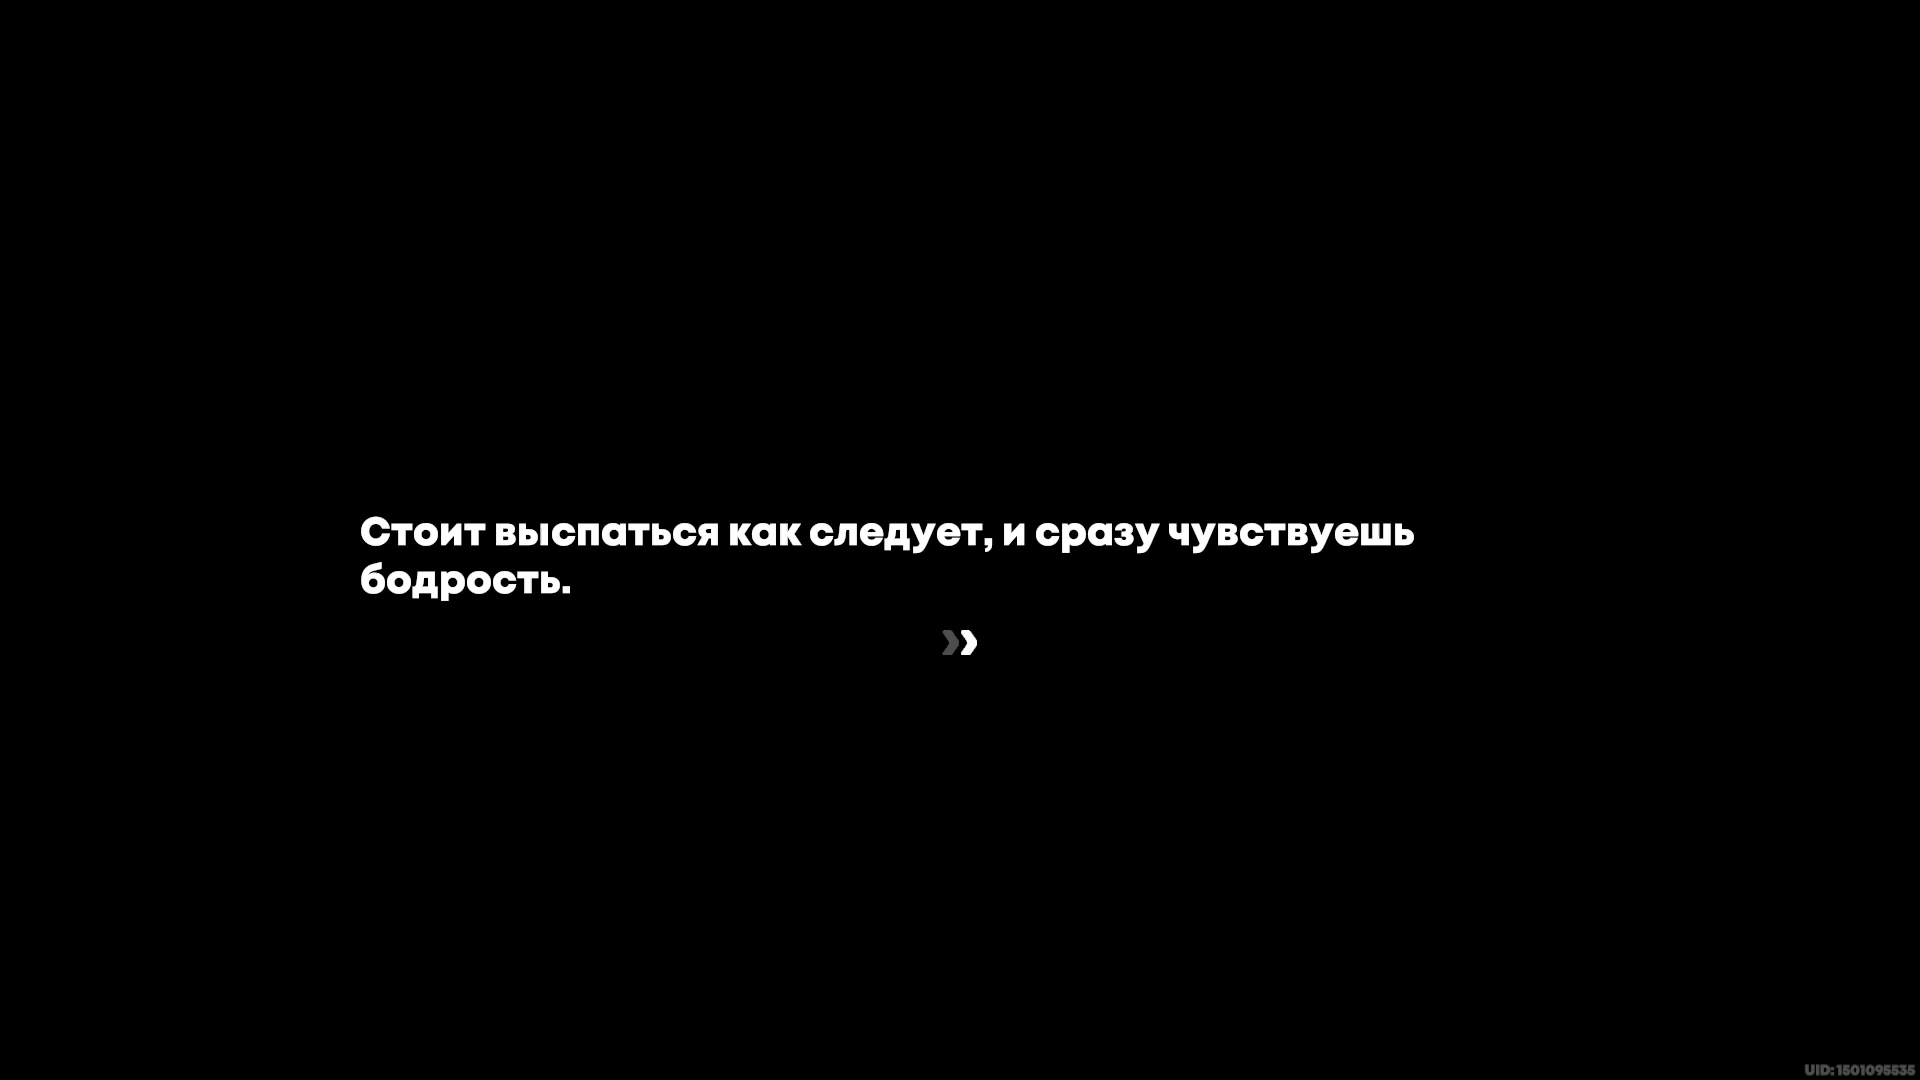 Стоит выспаться как следует, и сразу чувствуешь
бодрость.
UID: 1501095535